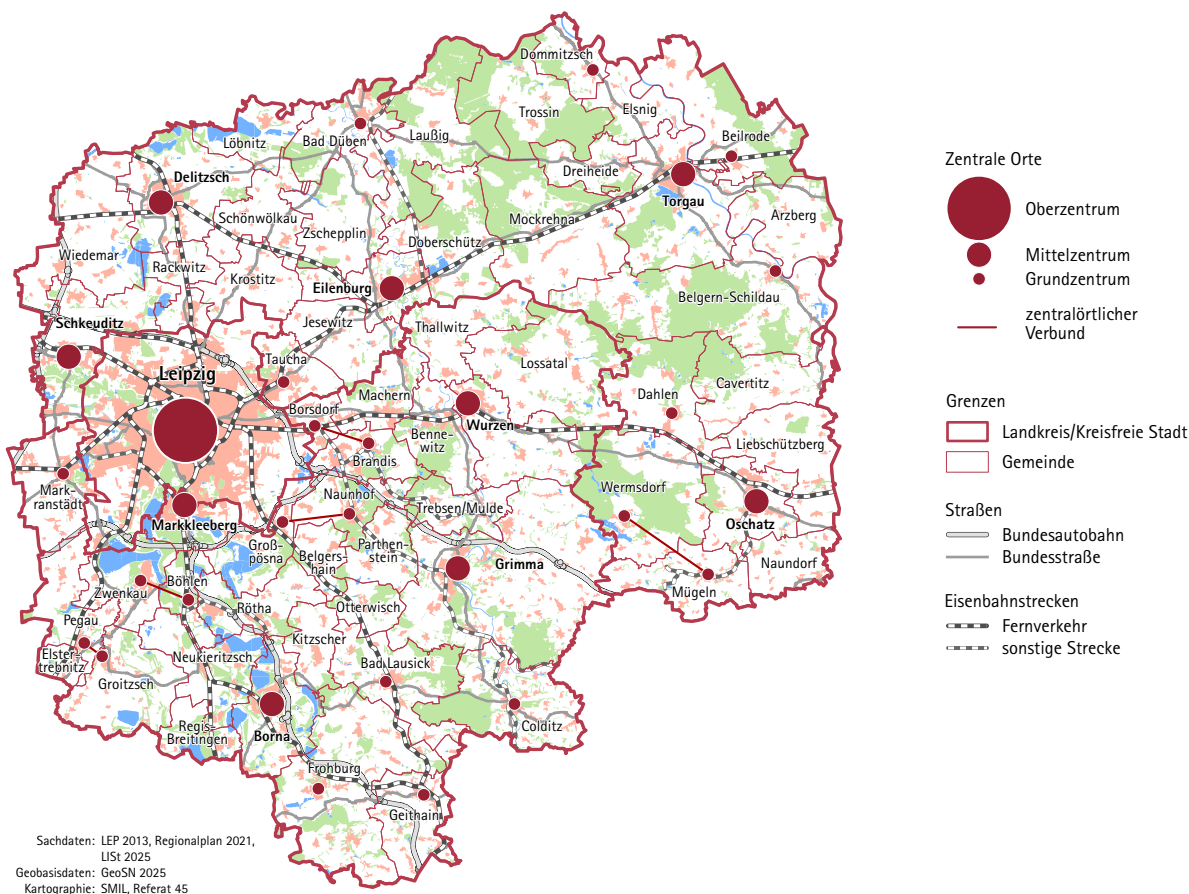 Dommitzsch
Trossin
Elsnig
Bad Düben
Laußig
Beilrode
Löbnitz
Dreiheide
Delitzsch
Torgau
Schönwölkau
Mockrehna
Arzberg
Zschepplin
Doberschütz
Wiedemar
Rackwitz
Krostitz
Eilenburg
Belgern-Schildau
Schkeuditz
Jesewitz
Thallwitz
Taucha
Lossatal
Leipzig
Cavertitz
Machern
Dahlen
Borsdorf
Wurzen
Benne-
witz
Liebschützberg
Brandis
Mark-
ranstädt
Naunhof
Wermsdorf
Trebsen/Mulde
Markkleeberg
Oschatz
Groß-
pösna
Belgers-
hain
Parthen-
stein
Grimma
Naundorf
Böhlen
Zwenkau
Mügeln
Rötha
Otterwisch
Pegau
Kitzscher
Elster-
trebnitz
Neukieritzsch
Bad Lausick
Groitzsch
Colditz
Regis-
Breitingen
Borna
Frohburg
Geithain
Zentrale Orte
Oberzentrum
Mittelzentrum
Grundzentrum
zentralörtlicher
Verbund
Grenzen
Landkreis/Kreisfreie Stadt
Gemeinde
Straßen
Bundesautobahn
Bundesstraße
Eisenbahnstrecken
Fernverkehr
sonstige Strecke
Sachdaten: LEP 2013, Regionalplan 2021,
LISt 2025
Geobasisdaten: GeoSN 2025
Kartographie: SMIL, Referat 45